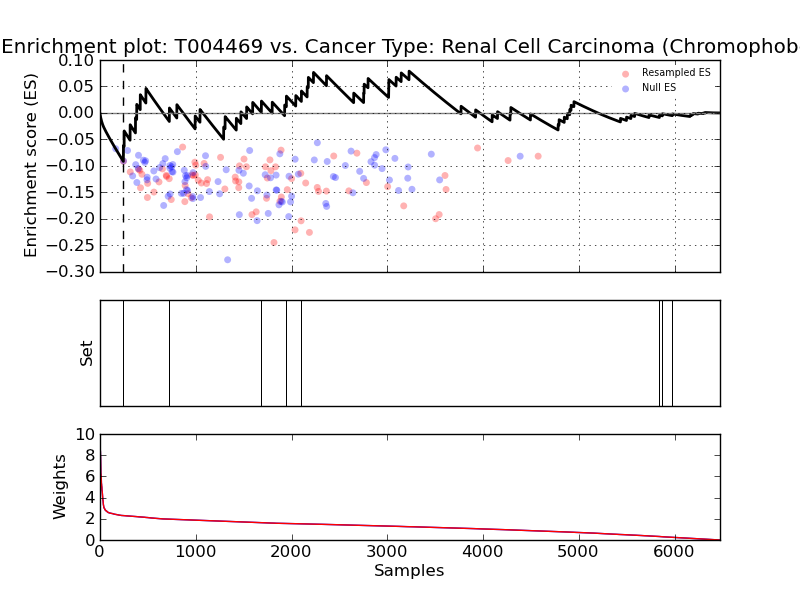 Enrichment plot: T004469 vs. Cancer Type: Renal Cell Carcinoma (Chromophob
Enrichment score (ES)
0.10
0.05
0.00
−0.05
−0.10
−0.15
−0.20
−0.25
−0.30
Resampled ES
Null ES
Set
Weights
10
8
6
4
2
0
0 1000 2000 3000 4000 5000 6000
Samples